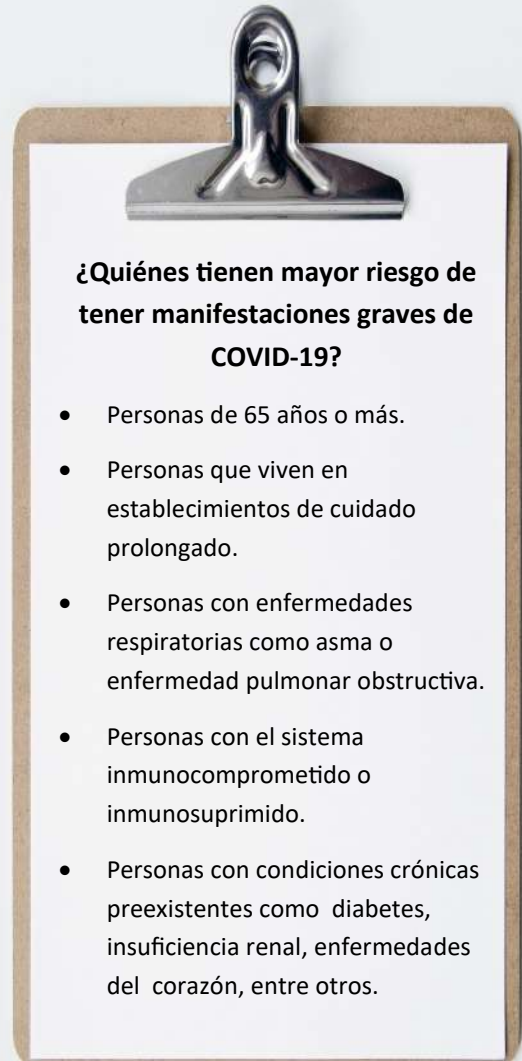 ¿Quiénes tienen mayor riesgo de
tener manifestaciones graves de
COVID-19?
• Personas de 65 años o más.
• Personas que viven en
establecimientos de cuidado
prolongado.
• Personas con enfermedades
respiratorias como asma o
enfermedad pulmonar obstructiva.
• Personas con el sistema
inmunocomprometido o
inmunosuprimido.
• Personas con condiciones crónicas
preexistentes como  diabetes,
insuficiencia renal, enfermedades
del  corazón, entre otros.